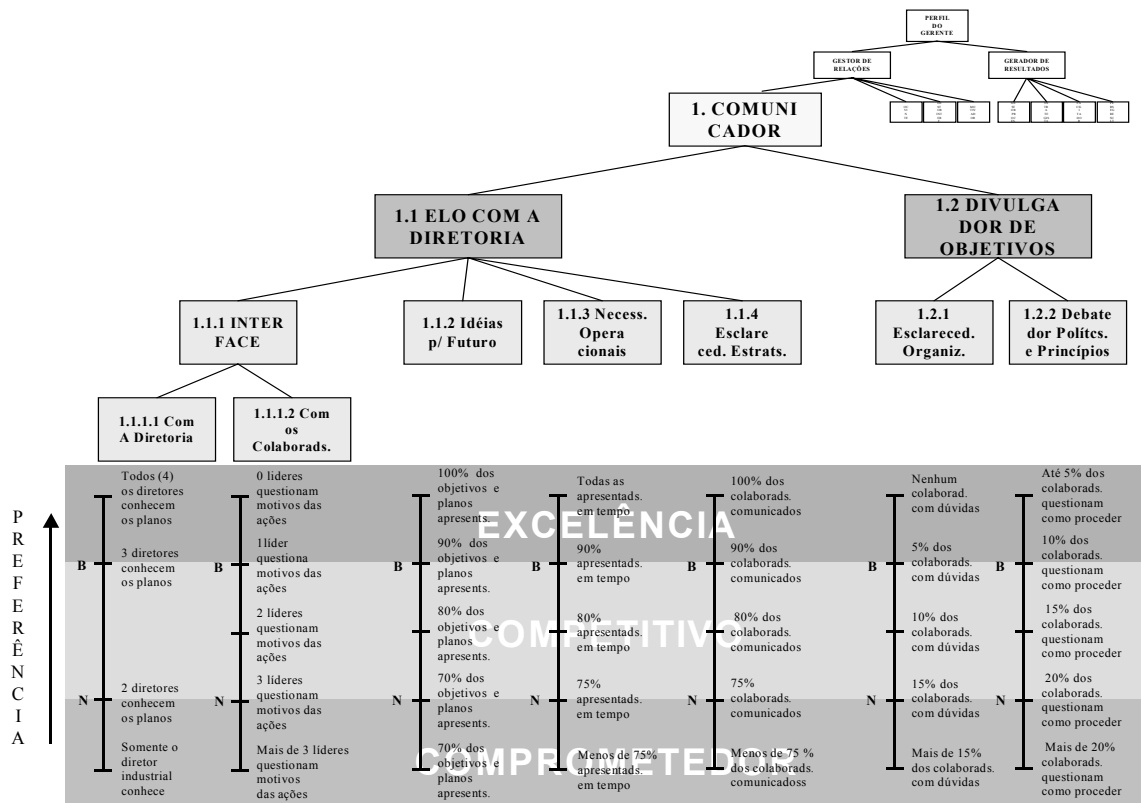 PERFIL
DO
GERENTE
GESTOR DE
RELAÇÕES
GERADOR DE
RESULTADOS
1. COMUNI
CADOR
1.1 ELO COM A
DIRETORIA
1.2 DIVULGA
DOR DE
OBJETIVOS
1.1.1 INTER
FACE
1.1.2 Idéias
p/ Futuro
1.1.3 Necess.
Opera
cionais
1.1.4
Esclare
ced. Estrats.
1.2.1
Esclareced.
Organiz.
1.2.2 Debate
dor Polítcs.
e Princípios
1.1.1.1 Com
A Diretoria
1.1.1.2 Com
os
Colaborads.
P
R
E
F
E
R
Ê
N
C
I
A
EXCELÊNCIA
COMPETITIVO
COMPROMETEDOR
Todos (4)
os diretores
conhecem
os planos
B
3 diretores
conhecem
os planos
N
2 diretores
conhecem
os planos
Somente o
diretor
industrial
conhece
0 lideres
questionam
motivos das
ações
B
1líder
questiona
motivos das
ações
2 líderes
questionam
motivos das
ações
N
3 líderes
questionam
motivos das
ações
Mais de 3 líderes
questionam
motivos
das ações
100% dos
objetivos e
planos
apresents.
B
90% dos
objetivos e
planos
apresents.
80% dos
objetivos e
planos
apresents.
N
70% dos
objetivos e
planos
apresents.
70% dos
objetivos e
planos
apresents.
Todas as
apresentads.
em tempo
B
90%
apresentads.
em tempo
80%
apresentads.
em tempo
N
75%
apresentads.
em tempo
Menos de 75%
apresentads.
em tempo
100% dos
colaborads.
comunicados
B
90% dos
colaborads.
comunicados
80% dos
colaborads.
comunicados
N
75%
colaborads.
comunicados
Menos de 75 %
dos colaborads.
comunicadoss
Nenhum
colaborad.
com dúvidas
B
5% dos
colaborads.
com dúvidas
10% dos
colaborads.
com dúvidas
N
15% dos
colaborads.
com dúvidas
Mais de 15%
dos colaborads.
com dúvidas
Até 5% dos
colaborads.
questionam
como proceder
B
10% dos
colaborads.
questionam
como proceder
15% dos
colaborads.
questionam
como proceder
N
20% dos
colaborads.
questionam
como proceder
Mais de 20%
dos
colaborads.
questionam
como proceder